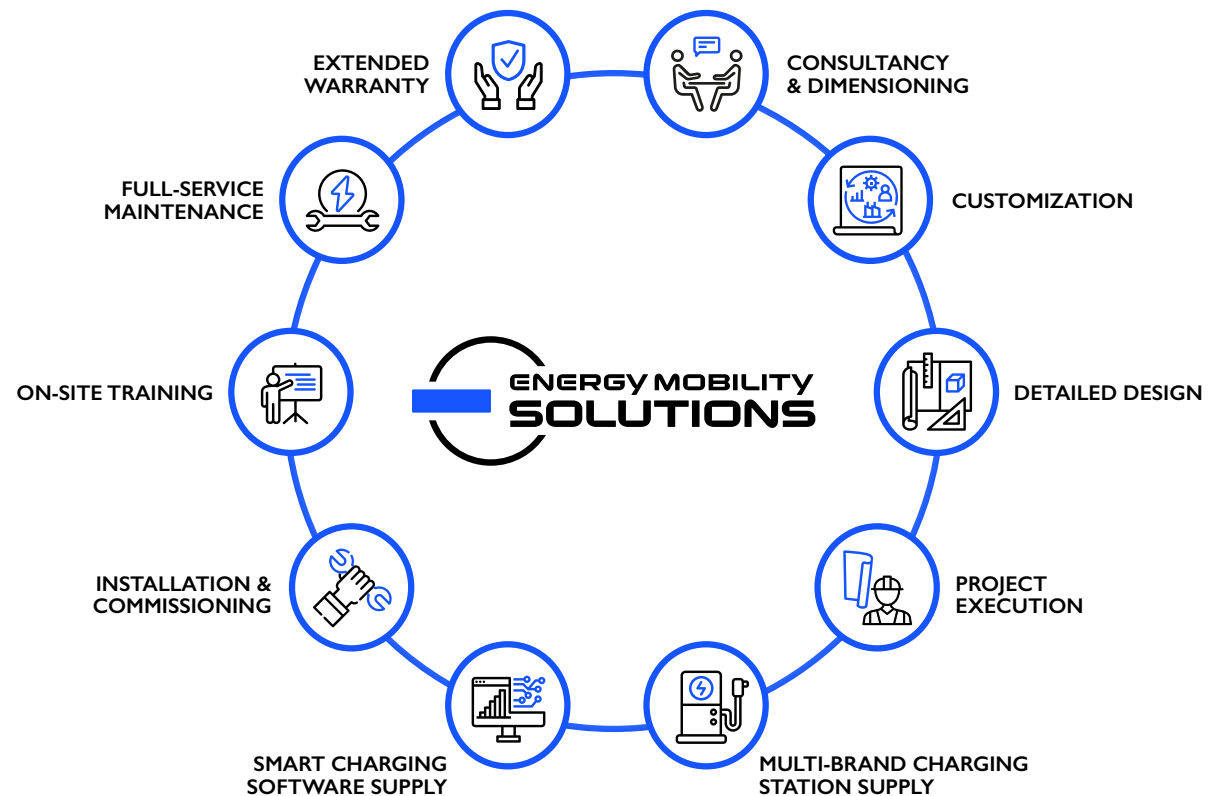 EXTENDED
WARRANTY
CONSULTANCY
& DIMENSIONING
FULL-SERVICE
MAINTENANCE
CUSTOMIZATION
ON-SITE TRAINING
ENERGY MOBILITY
SOLUTIONS
DETAILED DESIGN
INSTALLATION &
COMMISSIONING
PROJECT
EXECUTION
SMART CHARGING
SOFTWARE SUPPLY
MULTI-BRAND CHARGING
STATION SUPPLY